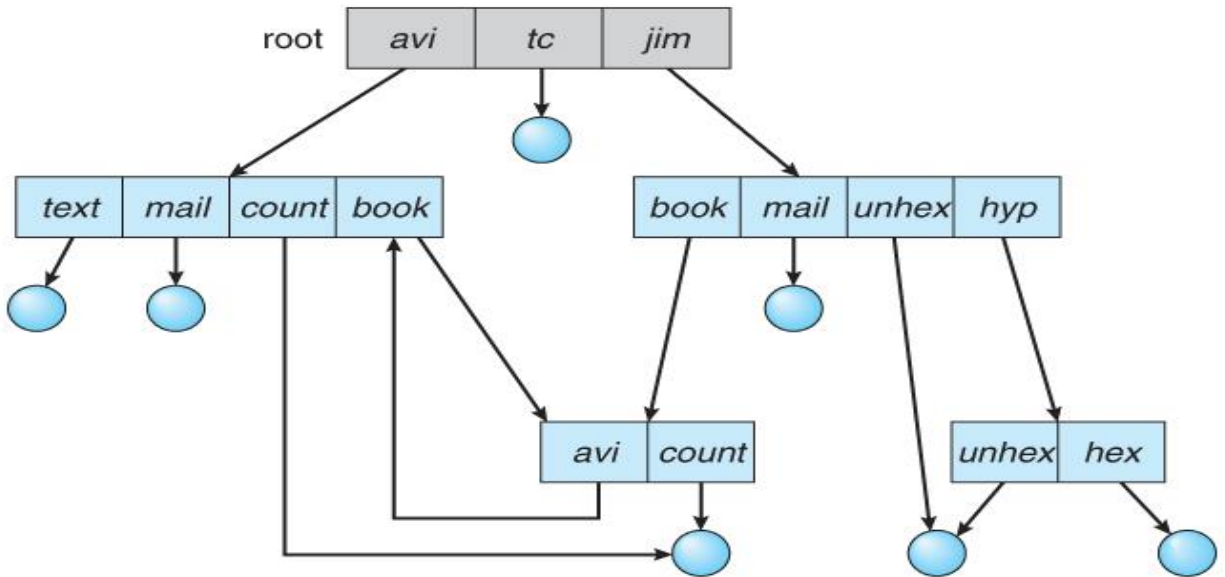 root avi tc jim
text mail count book book mail unhex hyp
avi count unhex hex